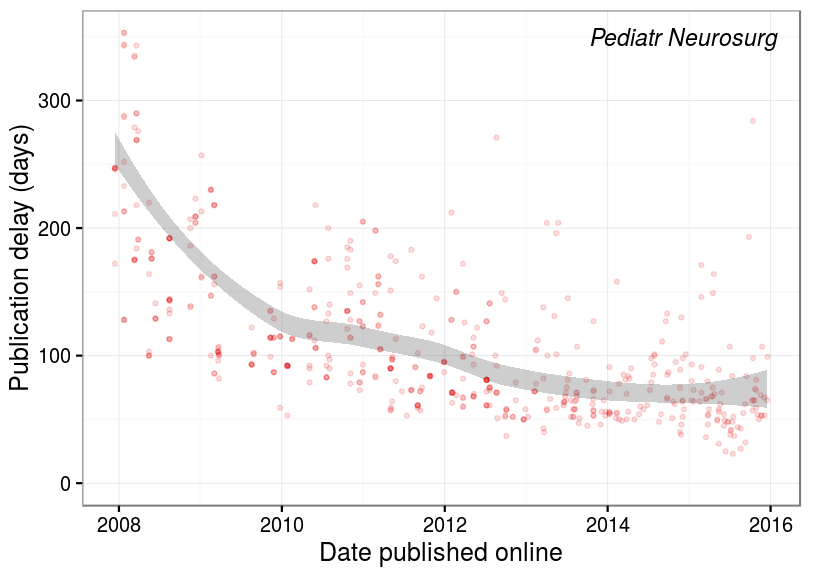 Pediatr Neurosurg
Publication delay (days)
300
200
100
0
2008 2010 2012 2014 2016
Date published online